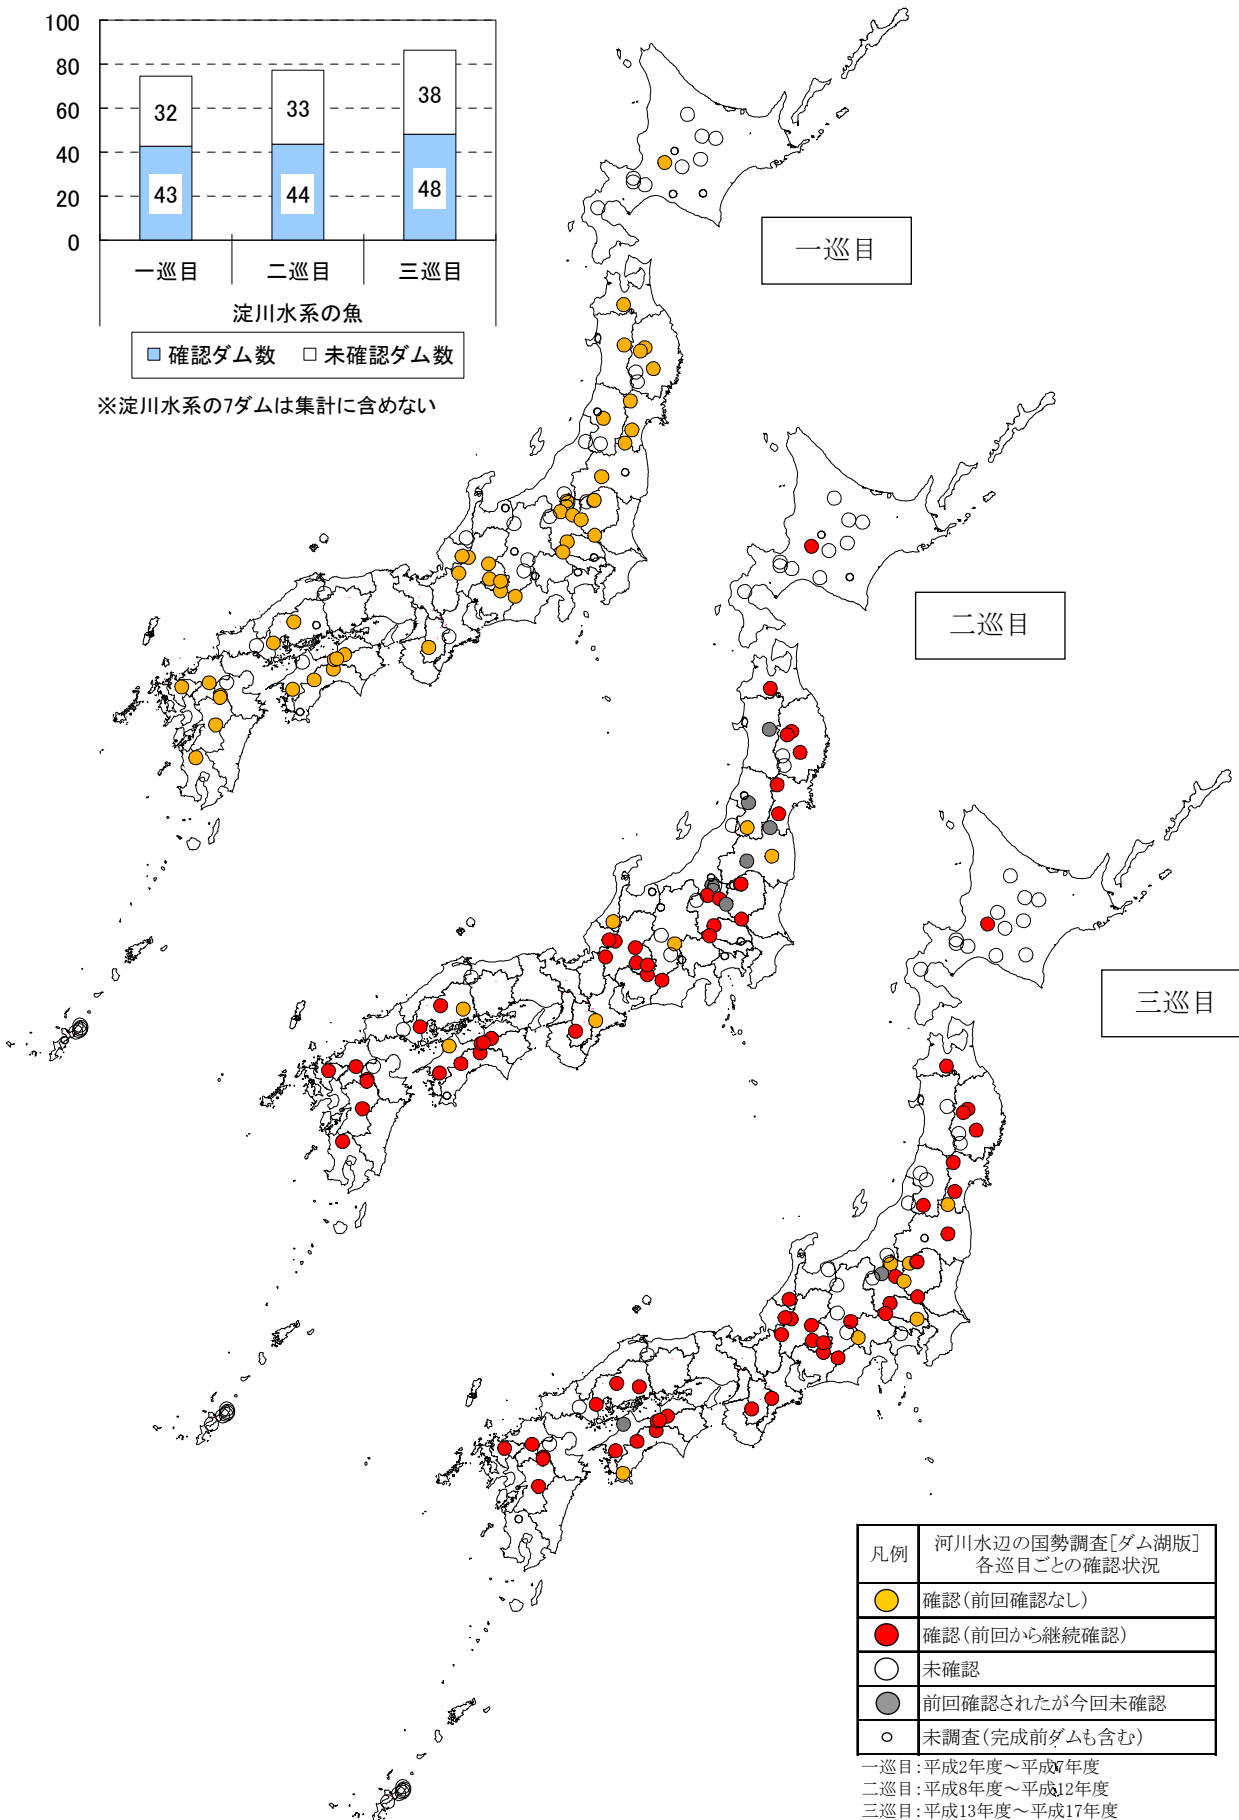 100
80
60
40
20
0
32
33
38
43
44
48
一巡目
二巡目
三巡目
淀川水系の魚
確認ダム数 未確認ダム数
※淀川水系の7ダムは集計に含めない
一巡目
二巡目
三巡目
凡例
河川水辺の国勢調査[ダム湖版]
各巡目ごとの確認状況
確認(前回確認なし)
確認(前回から継続確認)
未確認
前回確認されたが今回未確認
未調査(完成前ダムも含む)
一巡目:平成2年度～平成7年度
二巡目:平成8年度～平成12年度
三巡目:平成13年度～平成17年度